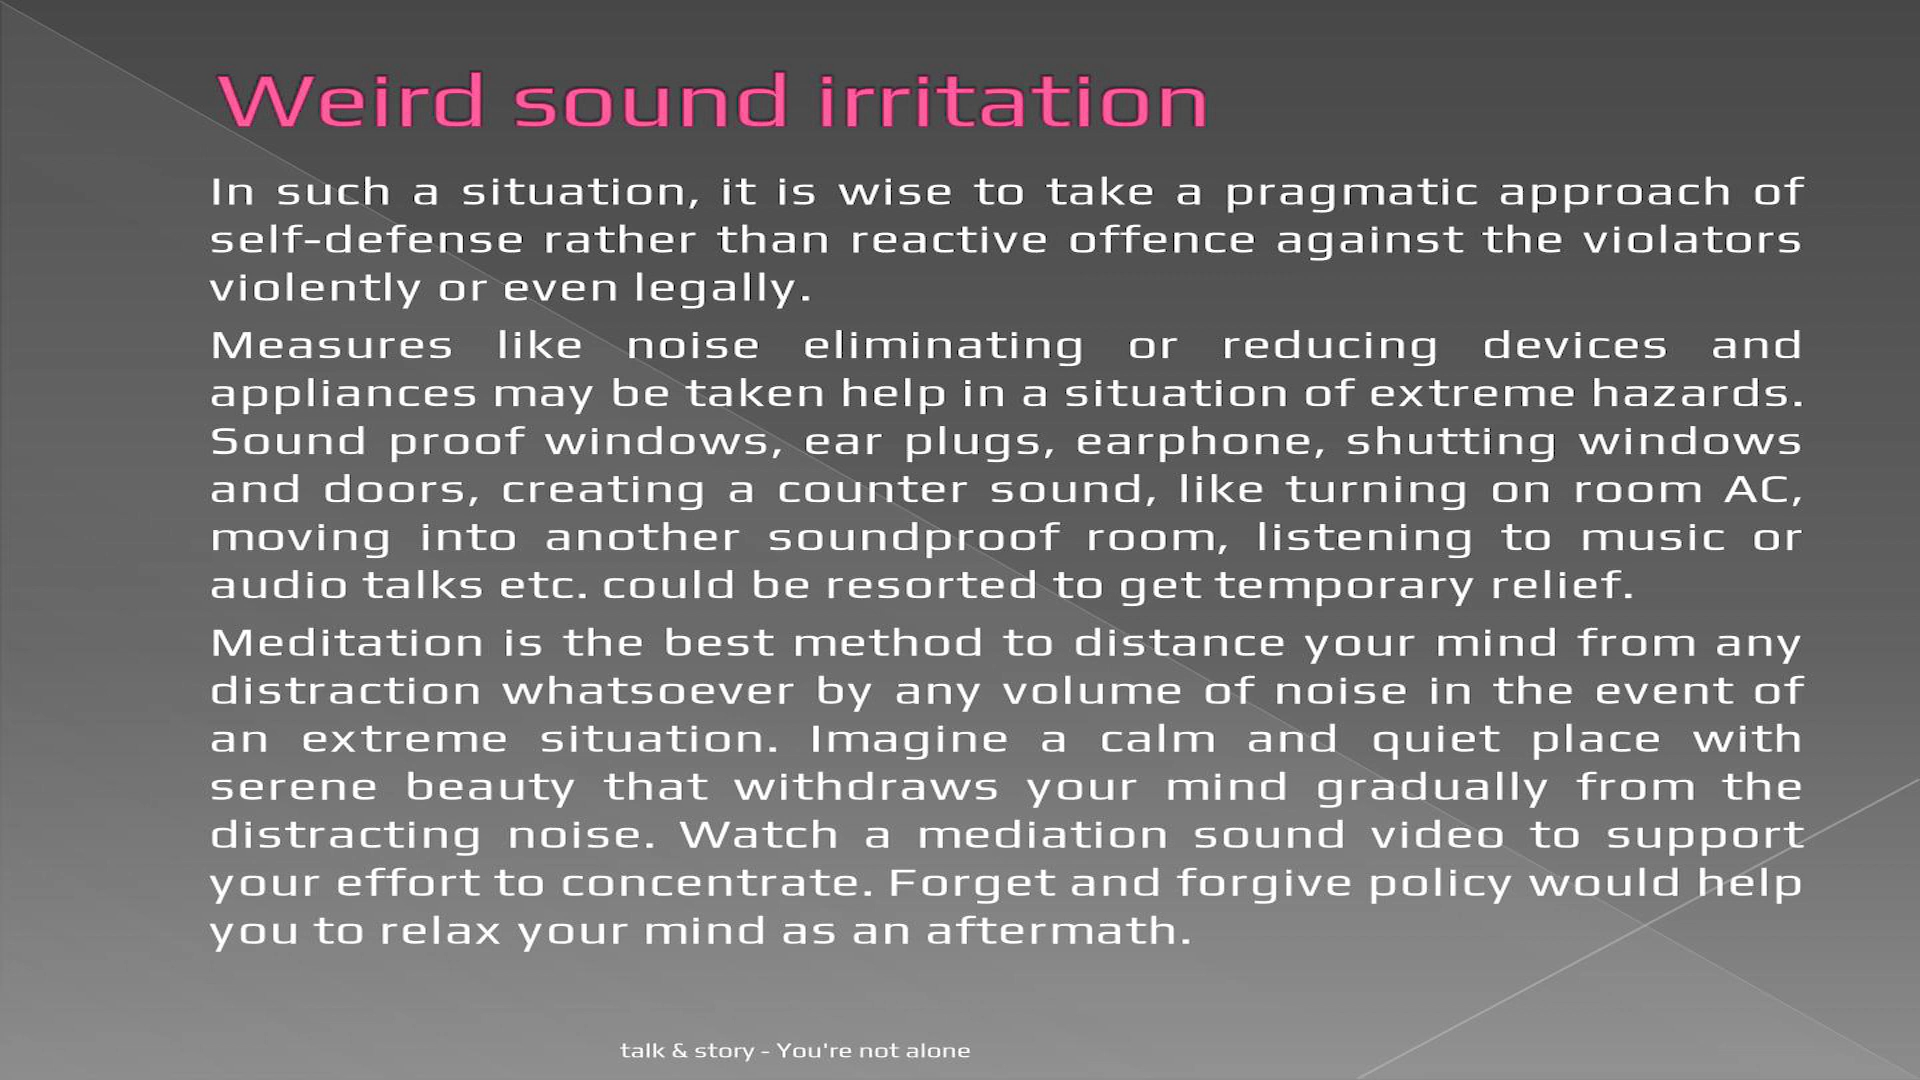 Weird sound irritation
In such a situation, it is wise to take a pragmatic approach of
self-defense rather than reactive offence against the violators
violently or even legally.
Measures like noise eliminating or reducing devices and
appliances may be taken help in a situation of extreme hazards.
Sound proof windows, ear plugs, earphone, shutting windows
and doors, creating a counter sound, like turning on room AC,
moving into another soundproof room, listening to music or
audio talks etc. could be resorted to get temporary relief.
Meditation is the best method to distance your mind from any
distraction whatsoever by any volume of noise in the event of
an extreme situation. Imagine a calm and quiet place with
serene beauty that withdraws your mind gradually from the
distracting noise. Watch a mediation sound video to support
your effort to concentrate. Forget and forgive policy would help
you to relax your mind as an aftermath.
talk & story - You're not alone